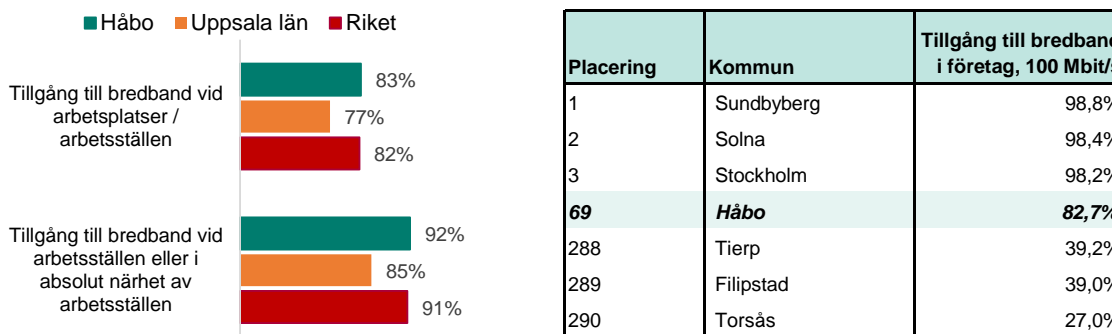 Håbo Uppsala län Riket
Tillgång till bredband vid
arbetsplatser /
arbetsställen
83%
77%
82%
Tillgång till bredband vid
arbetsställen eller i
absolut närhet av
arbetsställen
92%
85%
91%
Placering Kommun Tillgång till bredband
i företag, 100 Mbit/s
1 Sundbyberg 98,8%
2 Solna 98,4%
3 Stockholm 98,2%
69 Håbo 82,7%
288 Tierp 39,2%
289 Filipstad 39,0%
290 Torsås 27,0%